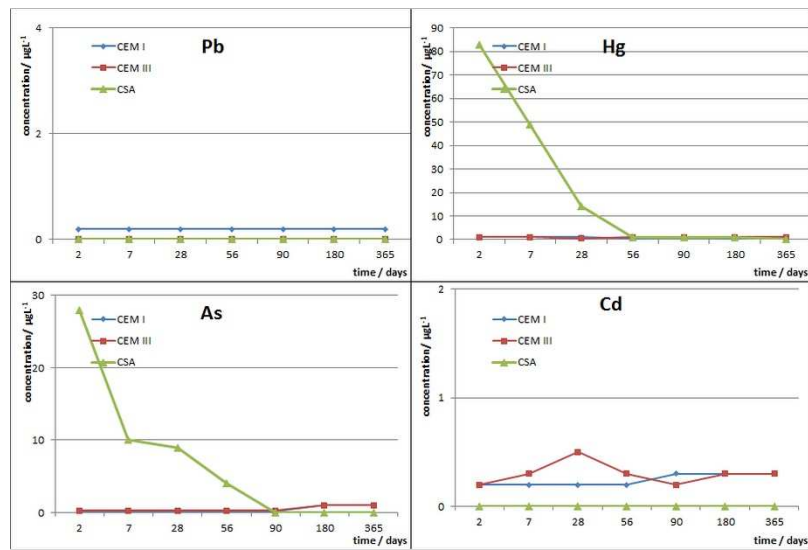 Pb
concentration/ µgL-1
CEM I
CEM III
CSA
4
2
0
2 7 28 56 90 180 365
time / days
Hg
concentration/ µgL-1
CEM I
CEM III
CSA
90
80
70
60
50
40
30
20
10
0
2 7 28 56 90 180 365
time / days
As
concentration/ µgL-1
CEM I
CEM III
CSA
30
20
10
0
2 7 28 56 90 180 365
time / days
Cd
concentration/ µgL-1
CEM I
CEM III
CSA
2
1
0
2 7 28 56 90 180 365
time / days